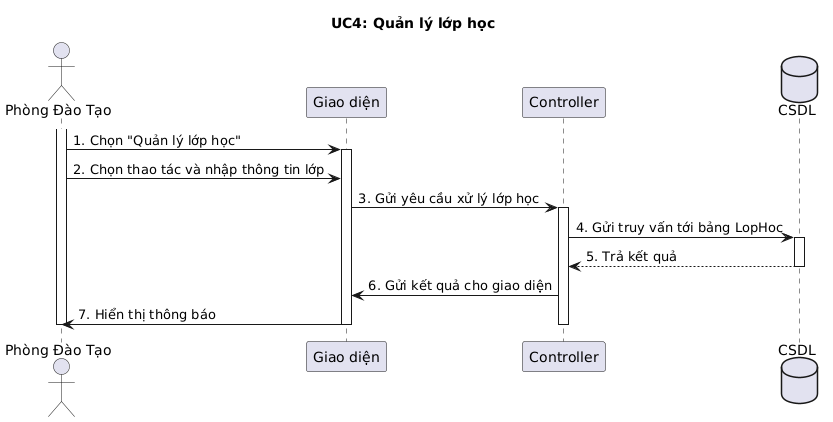 UC4: Quản lý lớp học
Phòng Đào Tạo
Giao diện
Controller
CSDL
1. Chọn "Quản lý lớp học"
2. Chọn thao tác và nhập thông tin lớp
3. Gửi yêu cầu xử lý lớp học
4. Gửi truy vấn tới bảng LopHoc
5. Trả kết quả
6. Gửi kết quả cho giao diện
7. Hiển thị thông báo
Phòng Đào Tạo
Giao diện
Controller
CSDL